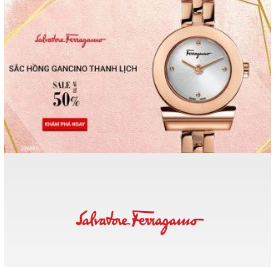 Salvatore Ferragamo
SẮC HỒNG GANCINO THANH LỊCH
SALE
50%
KHÁM PHÁ NGAY
Salvatore Ferragamo